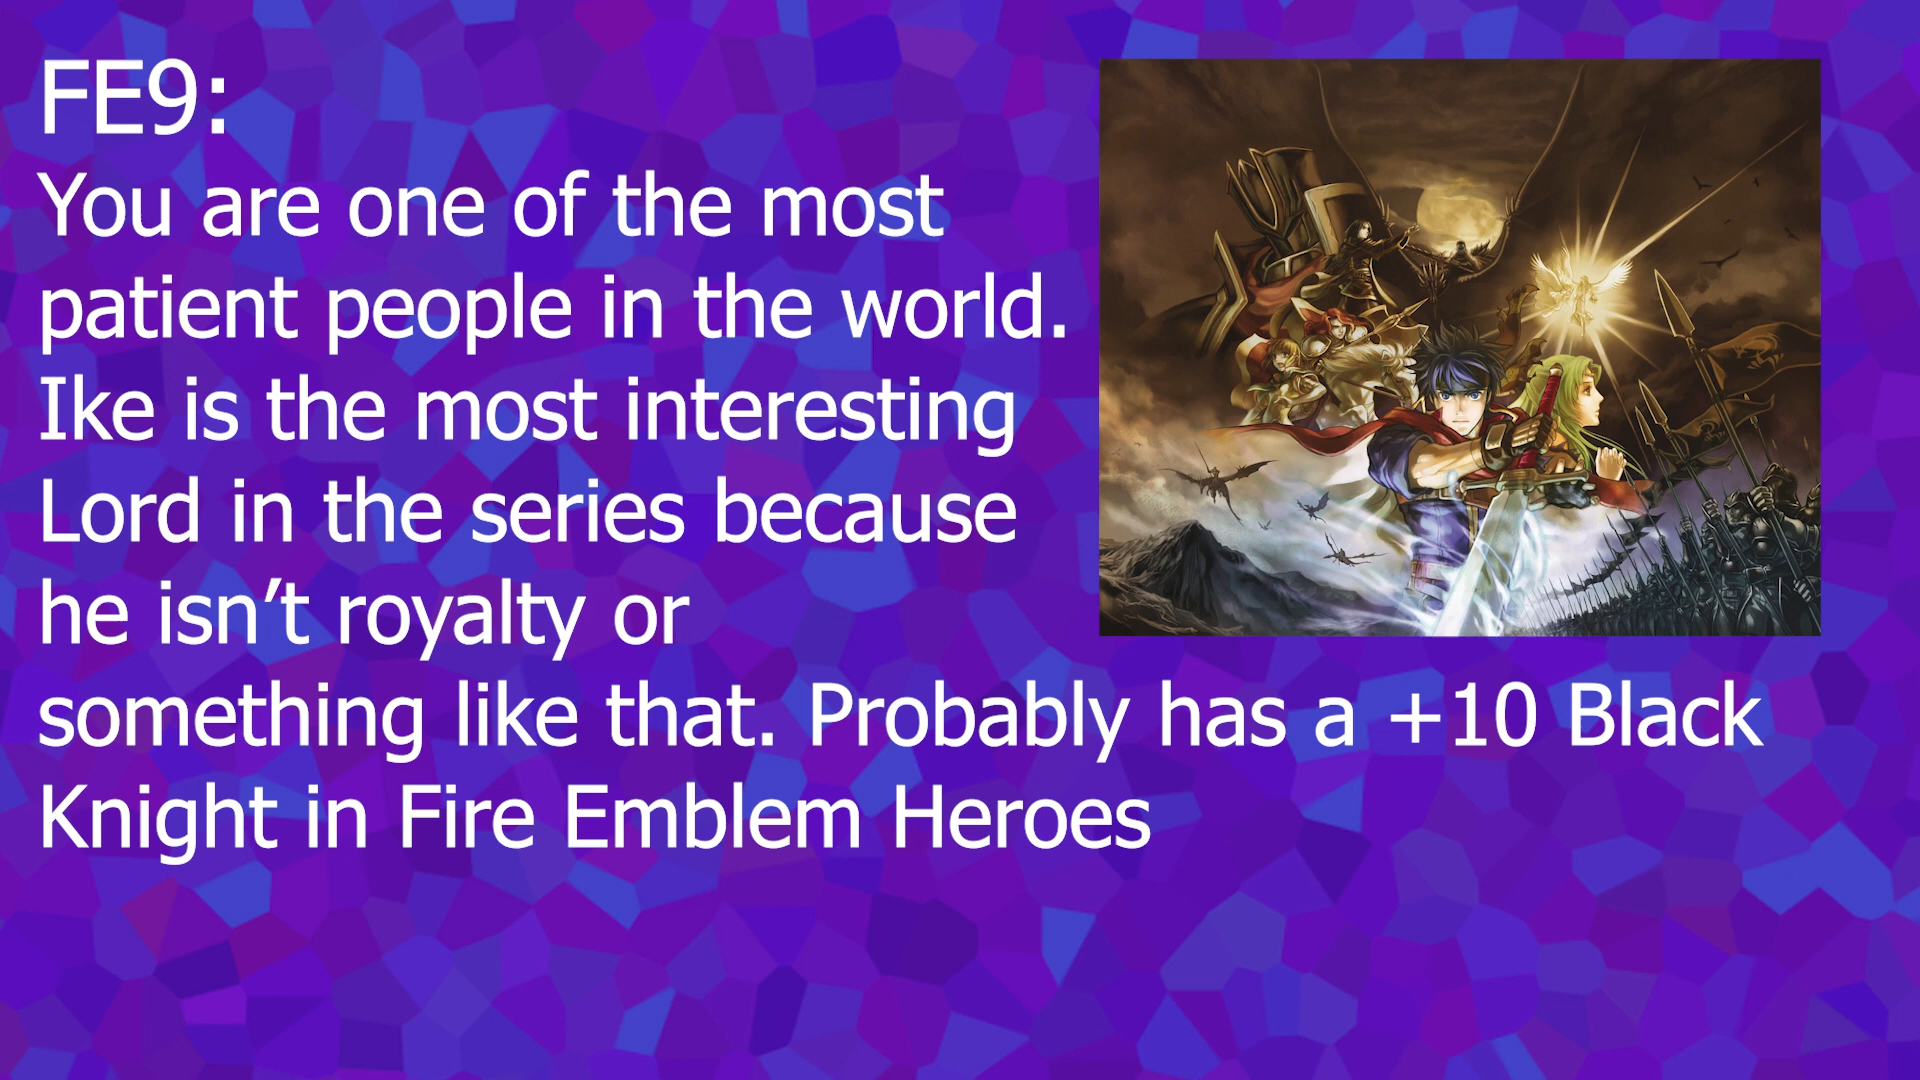 FE9:
You are one of the most
patient people in the world.
Ike is the most interesting
Lord in the series because
he isn’t royalty or
something like that. Probably has a +10 Black
Knight in Fire Emblem Heroes